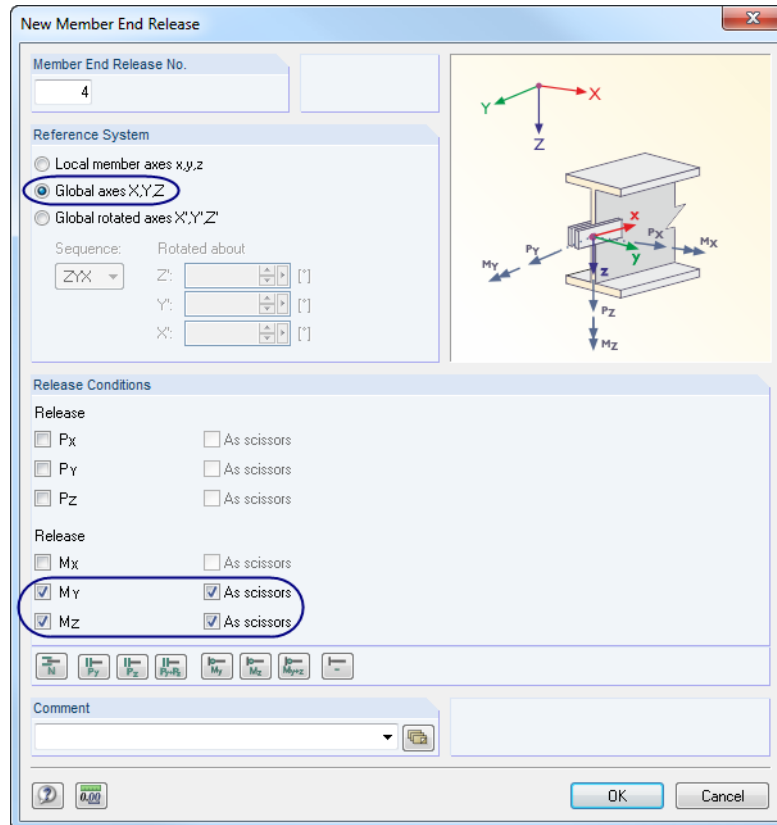 New Member End Release
Member End Release No.
4
Reference System
Local member axes x,y,z
Global axes X,Y,Z
Global rotated axes X',Y',Z'
Sequence: Rotated about
ZYX Z': [°]
Y': [°]
X': [°]
X
Y
Z
x
y
z
PX
MX
PY
MY
PZ
MZ
Release Conditions
Release
PX As scissors
PY As scissors
PZ As scissors
Release
MX As scissors
MY As scissors
MZ As scissors
N Py Pz Py+Pz My Mz My+z -
Comment
? 0.00 OK Cancel